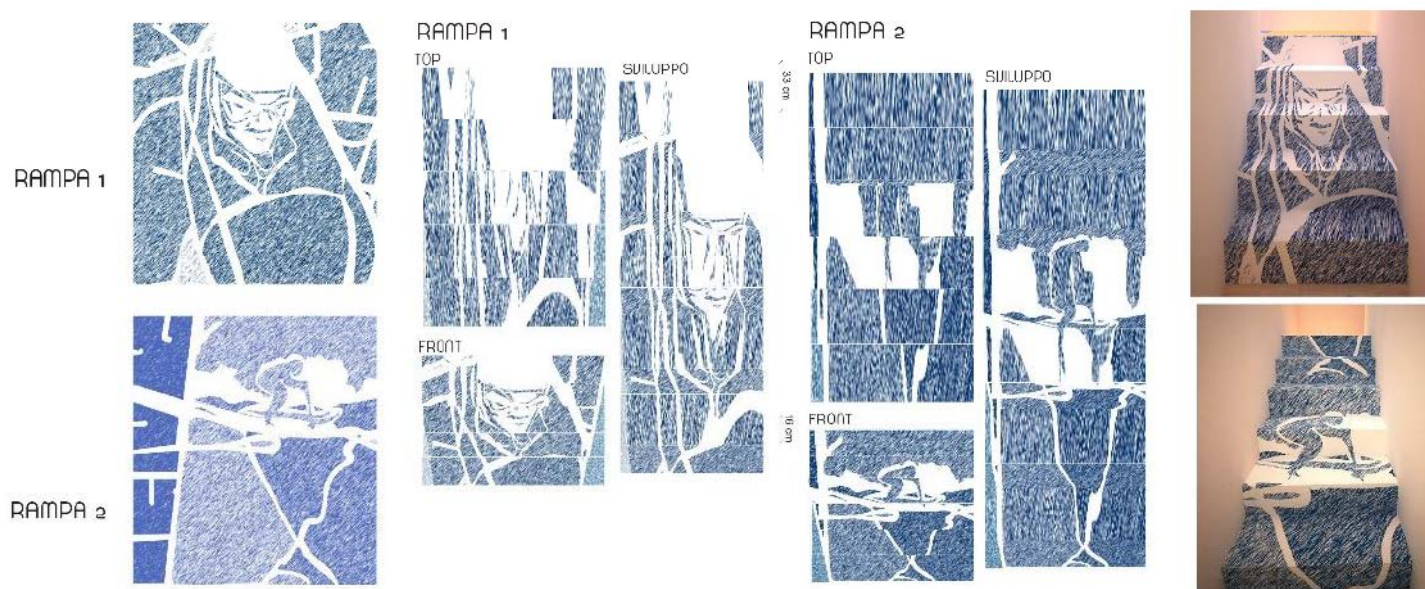 RAMPA 1
RAMPA 2
RAMPA 1
TOP
SVILUPPO
FRONT
33 cm
16 cm
RAMPA 2
TOP
SVILUPPO
FRONT